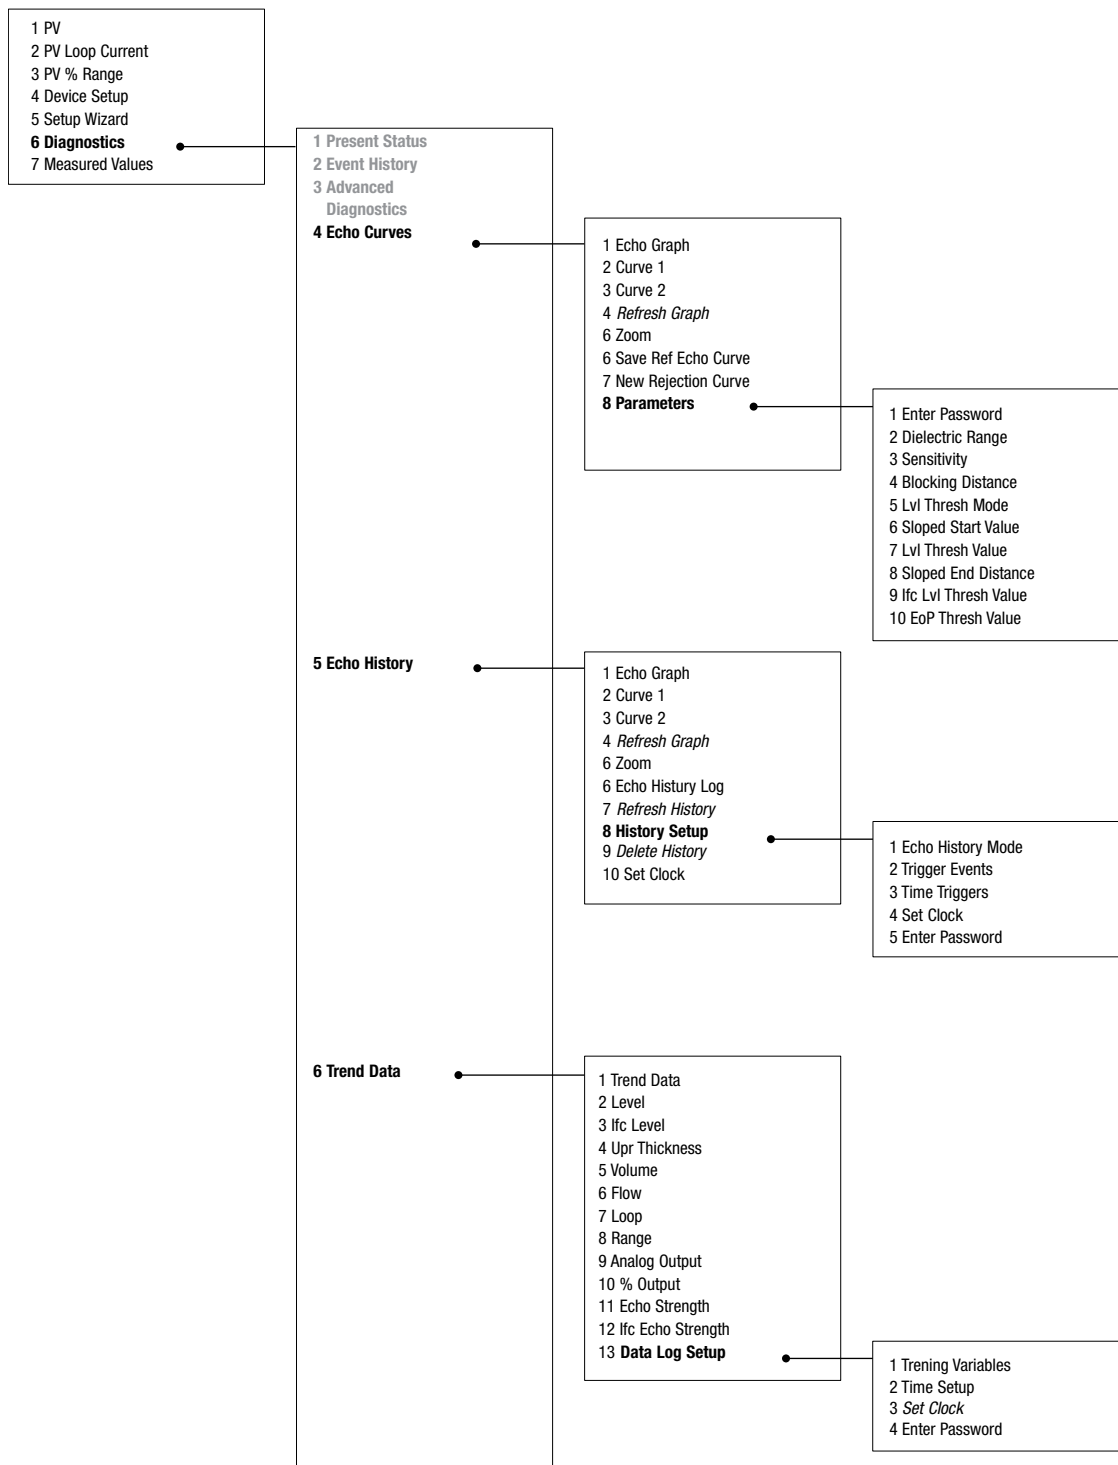 1 PV
2 PV Loop Current
3 PV % Range
4 Device Setup
5 Setup Wizard
6 Diagnostics
7 Measured Values
1 Present Status
2 Event History
3 Advanced
Diagnostics
4 Echo Curves
1 Echo Graph
2 Curve 1
3 Curve 2
4 Refresh Graph
6 Zoom
6 Save Ref Echo Curve
7 New Rejection Curve
8 Parameters
1 Enter Password
2 Dielectric Range
3 Sensitivity
4 Blocking Distance
5 Lvl Thresh Mode
6 Sloped Start Value
7 Lvl Thresh Value
8 Sloped End Distance
9 Ifc Lvl Thresh Value
10 EoP Thresh Value
5 Echo History
1 Echo Graph
2 Curve 1
3 Curve 2
4 Refresh Graph
6 Zoom
6 Echo Histury Log
7 Refresh History
8 History Setup
9 Delete History
10 Set Clock
1 Echo History Mode
2 Trigger Events
3 Time Triggers
4 Set Clock
5 Enter Password
6 Trend Data
1 Trend Data
2 Level
3 Ifc Level
4 Upr Thickness
5 Volume
6 Flow
7 Loop
8 Range
9 Analog Output
10 % Output
11 Echo Strength
12 Ifc Echo Strength
13 Data Log Setup
1 Trening Variables
2 Time Setup
3 Set Clock
4 Enter Password